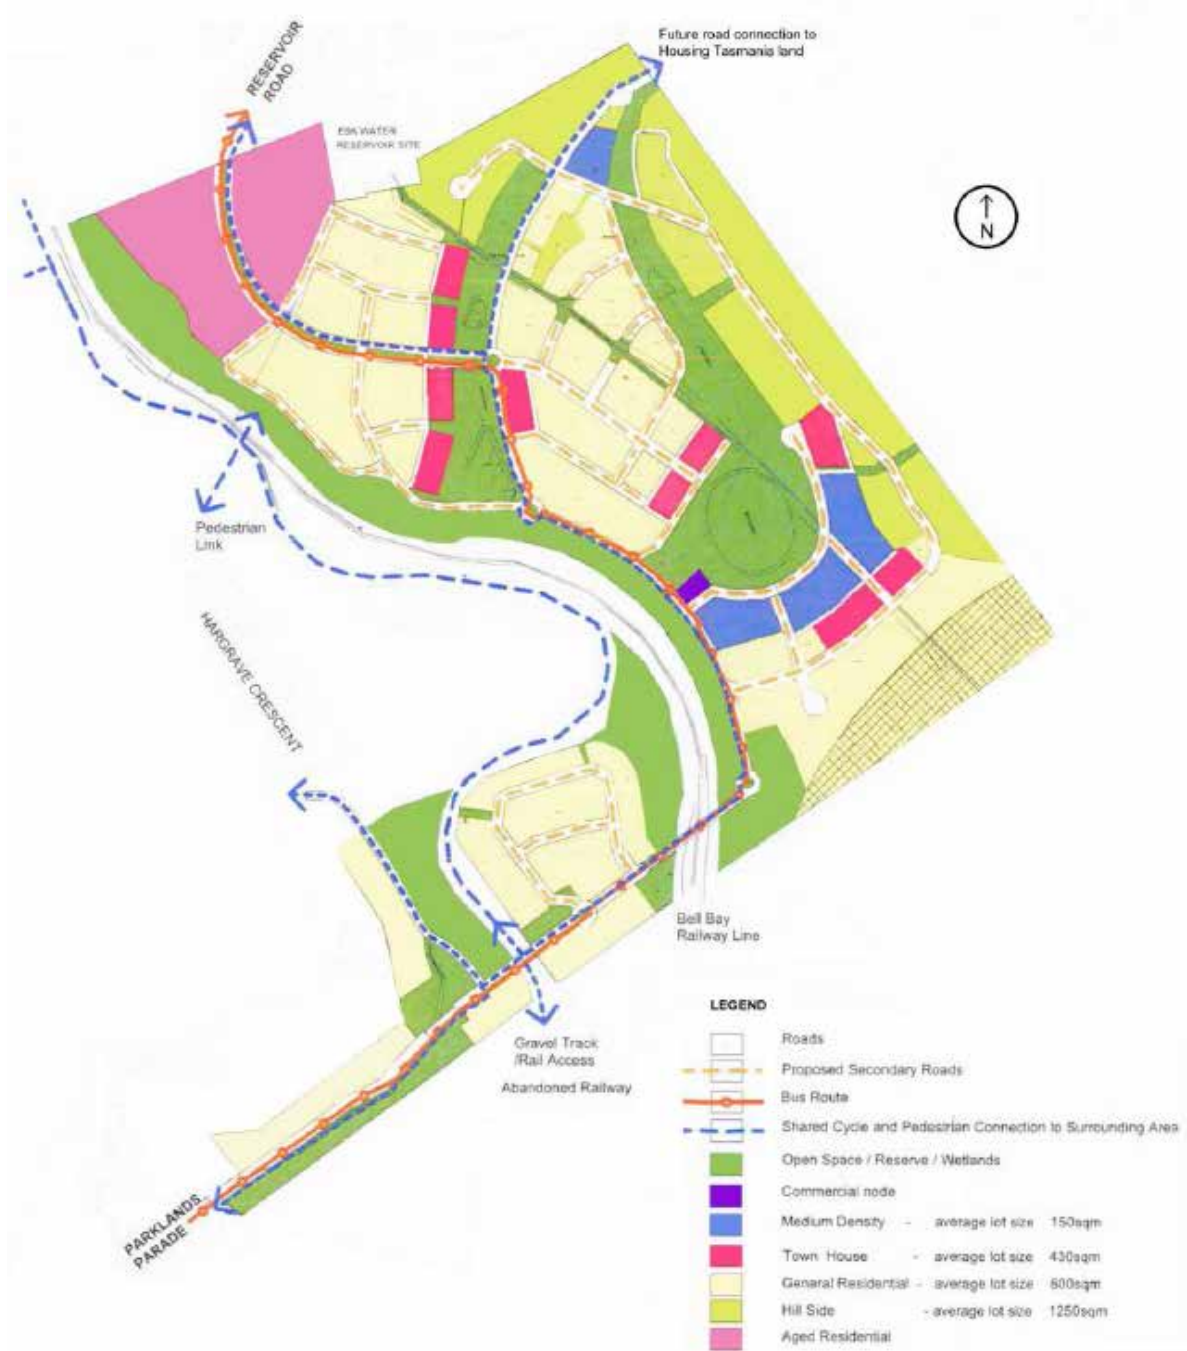 Future road connection to
Housing Tasmania land
RESERVOIR
ROAD
ESK WATER
RESERVOIR SITE
N
Pedestrian
Link
HARGRAVE CRESCENT
Bell Bay
Railway Line
Gravel Track
/Rail Access
Abandoned Railway
PARKLANDS
PARADE
LEGEND
Roads
Proposed Secondary Roads
Bus Route
Shared Cycle and Pedestrian Connection to Surrounding Area
Open Space / Reserve / Wetlands
Commercial node
Medium Density - average lot size 150sqm
Town House - average lot size 430sqm
General Residential - average lot size 600sqm
Hill Side - average lot size 1250sqm
Aged Residential